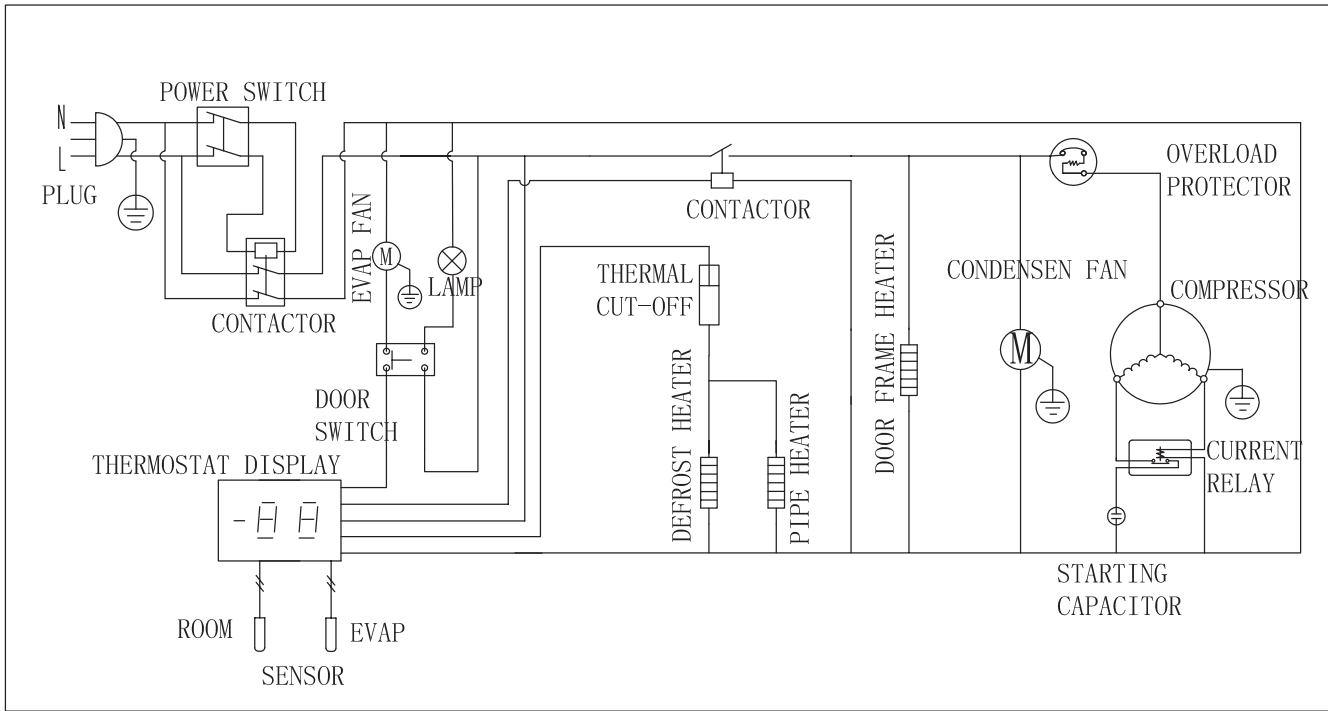 POWER SWITCH
N
L
PLUG
CONTACTOR
EVAP FAN
M
LAMP
DOOR
SWITCH
THERMOSTAT DISPLAY
-88
ROOM
EVAP
SENSOR
CONTACTOR
THERMAL
CUT-OFF
DEFROST HEATER
PIPE HEATER
DOOR FRAME HEATER
CONDENSEN FAN
M
OVERLOAD
PROTECTOR
COMPRESSOR
CURRENT
RELAY
STARTING
CAPACITOR